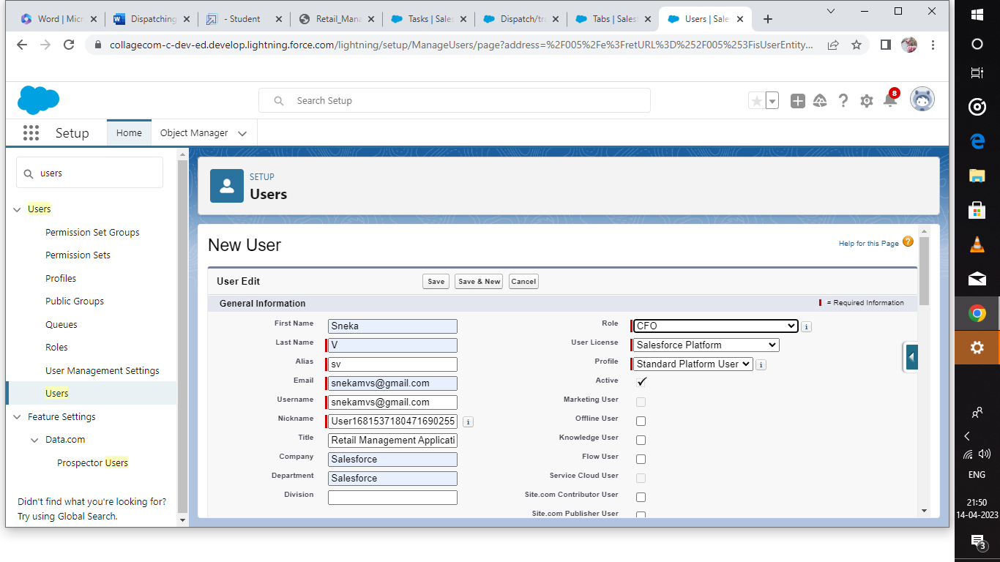 Word | Micr
Dispatching
- Student
Retail_Mana
Tasks | Sales
Dispatch/tra
Tabs | Sales
Users | Sale
collagecom-c-dev-ed.develop.lightning.force.com/lightning/setup/ManageUsers/page?address=%2F005%2Fe%3FretURL%3D%252F005%253FisUserEntity...
Search Setup
8
Setup
Home
Object Manager
users
Users
Permission Set Groups
Permission Sets
Profiles
Public Groups
Queues
Roles
User Management Settings
Users
Feature Settings
Data.com
Prospector Users
Didn't find what you're looking for?
Try using Global Search.
SETUP
Users
New User
Help for this Page ?
User Edit
Save
Save & New
Cancel
General Information
= Required Information
First Name Sneka
Last Name V
Alias sv
Email snekamvs@gmail.com
Username snekamvs@gmail.com
Nickname User1681537180471690255 i
Title Retail Management Applicati
Company Salesforce
Department Salesforce
Division
Role CFO i
User License Salesforce Platform
Profile Standard Platform User i
Active
Marketing User
Offline User
Knowledge User
Flow User
Service Cloud User
Site.com Contributor User
Site.com Publisher User
ENG
21:50
14-04-2023
3